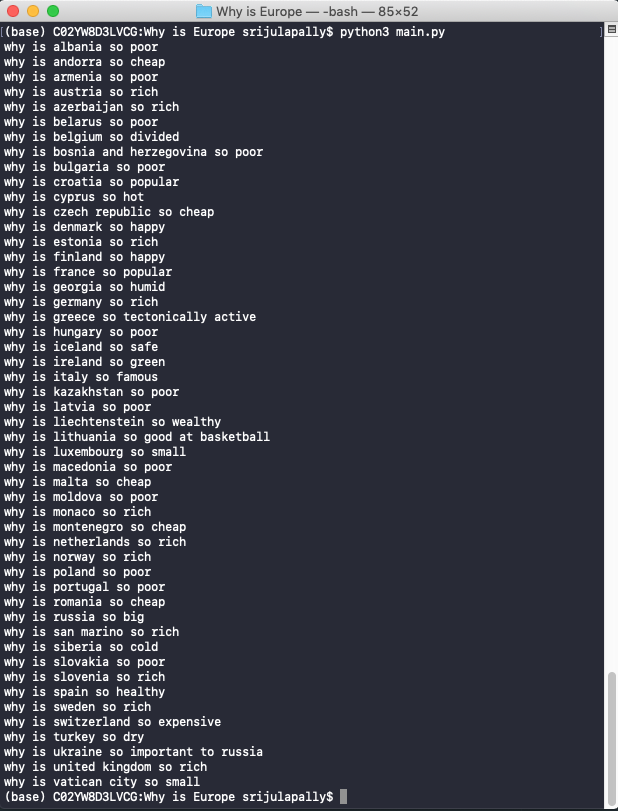 Why is Europe — -bash — 85×52
(base) C02YW8D3LVCG:Why is Europe srijulapally$ python3 main.py
why is albania so poor
why is andorra so cheap
why is armenia so poor
why is austria so rich
why is azerbaijan so rich
why is belarus so poor
why is belgium so divided
why is bosnia and herzegovina so poor
why is bulgaria so poor
why is croatia so popular
why is cyprus so hot
why is czech republic so cheap
why is denmark so happy
why is estonia so rich
why is finland so happy
why is france so popular
why is georgia so humid
why is germany so rich
why is greece so tectonically active
why is hungary so poor
why is iceland so safe
why is ireland so green
why is italy so famous
why is kazakhstan so poor
why is latvia so poor
why is liechtenstein so wealthy
why is lithuania so good at basketball
why is luxembourg so small
why is macedonia so poor
why is malta so cheap
why is moldova so poor
why is monaco so rich
why is montenegro so cheap
why is netherlands so rich
why is norway so rich
why is poland so poor
why is portugal so poor
why is romania so cheap
why is russia so big
why is san marino so rich
why is siberia so cold
why is slovakia so poor
why is slovenia so rich
why is spain so healthy
why is sweden so rich
why is switzerland so expensive
why is turkey so dry
why is ukraine so important to russia
why is united kingdom so rich
why is vatican city so small
(base) C02YW8D3LVCG:Why is Europe srijulapally$